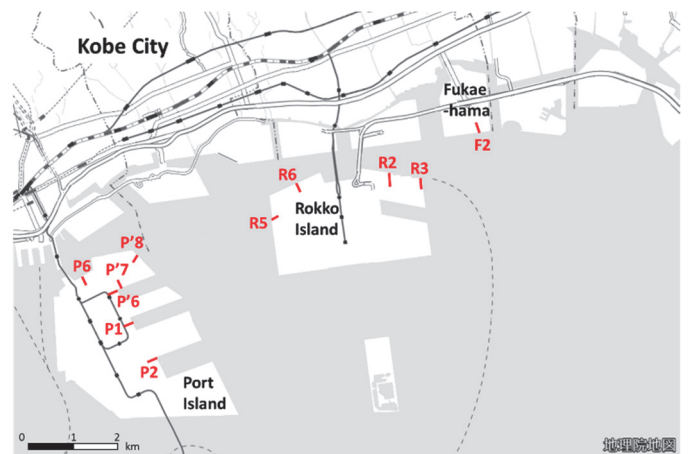 Kobe City
Fukae
-hama
F2
R2
R3
R6
R5
Rokko
Island
P'8
P6
P'7
P'6
P1
P2
Port
Island
0 1 2
km
地理院地図